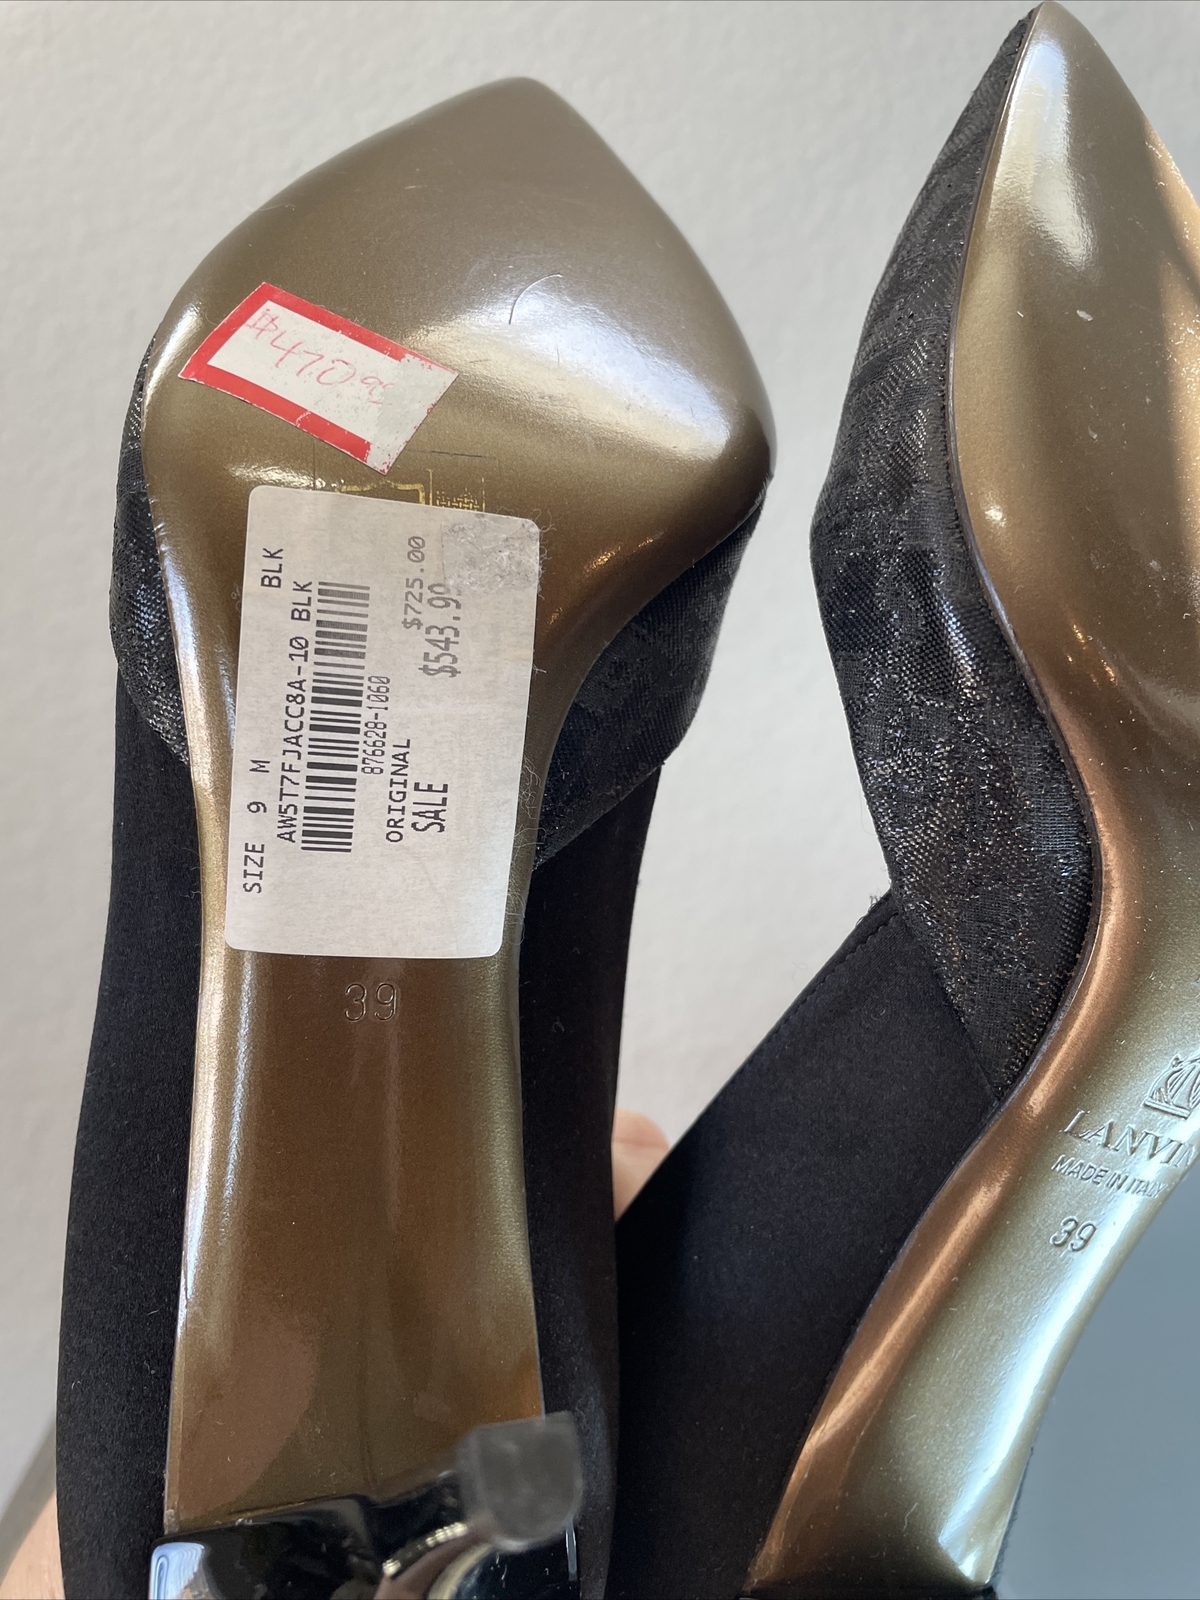 $470.99
SIZE 9 M BLK
AW5T7FJACC8A-10 BLK
876628-1060
ORIGINAL $725.00
SALE $543.99
39
LANVIN
MADE IN ITALY
39